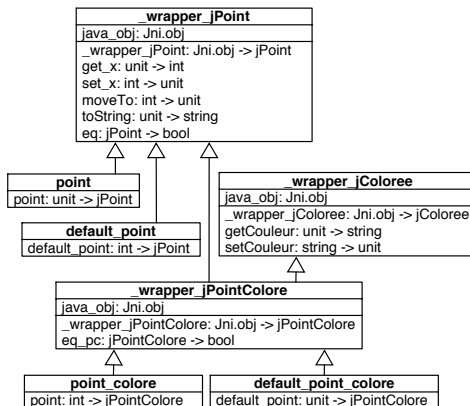 _wrapper_jPoint
java_obj: Jni.obj
_wrapper_jPoint: Jni.obj -> jPoint
get_x: unit -> int
set_x: int -> unit
moveTo: int -> unit
toString: unit -> string
eq: jPoint -> bool
point
point: unit -> jPoint
default_point
default_point: int -> jPoint
_wrapper_jColoree
java_obj: Jni.obj
_wrapper_jColoree: Jni.obj -> jColoree
getCouleur: unit -> string
setCouleur: string -> unit
_wrapper_jPointColore
java_obj: Jni.obj
_wrapper_jPointColore: Jni.obj -> jPointColore
eq_pc: jPointColore -> bool
point_colore
point: int -> jPointColore
default_point_colore
default_point: unit -> jPointColore